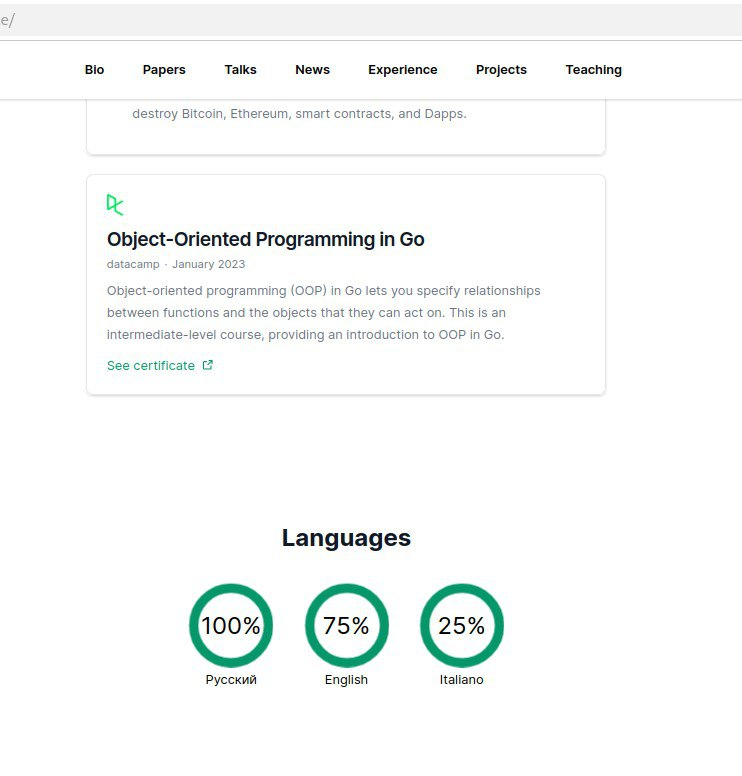 e/
Bio Papers Talks News Experience Projects Teaching
destroy Bitcoin, Ethereum, smart contracts, and Dapps.
Object-Oriented Programming in Go
datacamp · January 2023
Object-oriented programming (OOP) in Go lets you specify relationships
between functions and the objects that they can act on. This is an
intermediate-level course, providing an introduction to OOP in Go.
See certificate
Languages
100% 75% 25%
Русский English Italiano